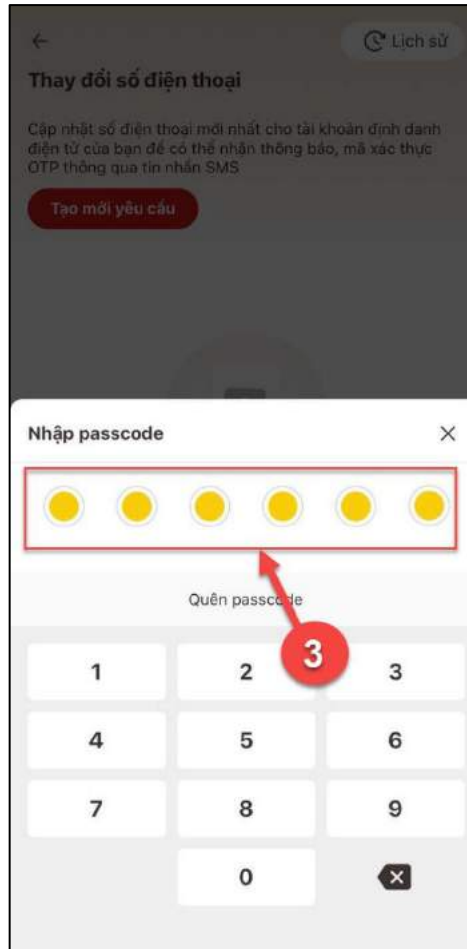 Lịch sử
Thay đổi số điện thoại
Cập nhật số điện thoại mới nhất cho tài khoản định danh
điện tử của bạn để có thể nhận thông báo, mã xác thực
OTP thông qua tin nhắn SMS
Tạo mới yêu cầu
Nhập passcode
Quên passcode
3
1 2 3
4 5 6
7 8 9
0